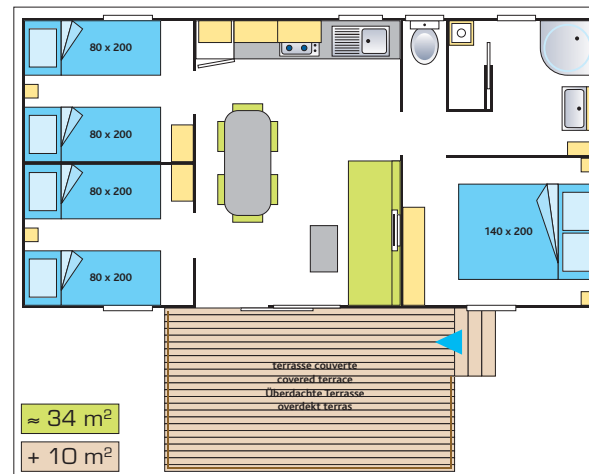 80 x 200
80 x 200
80 x 200
140 x 200
80 x 200
terrasse couverte
covered terrace
Überdachte Terrasse
overdekt terras
≈ 34 m²
+ 10 m²